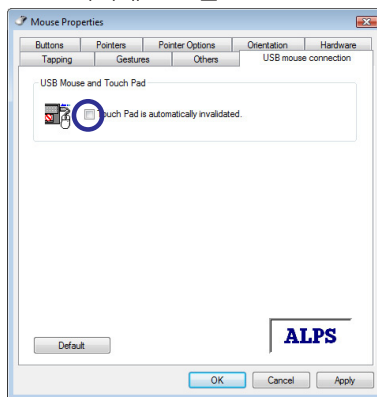 Mouse Properties
Buttons Pointers Pointer Options Orientation Hardware
Tapping Gestures Others USB mouse connection
USB Mouse and Touch Pad
Touch Pad is automatically invalidated.
ALPS
Default
OK Cancel Apply